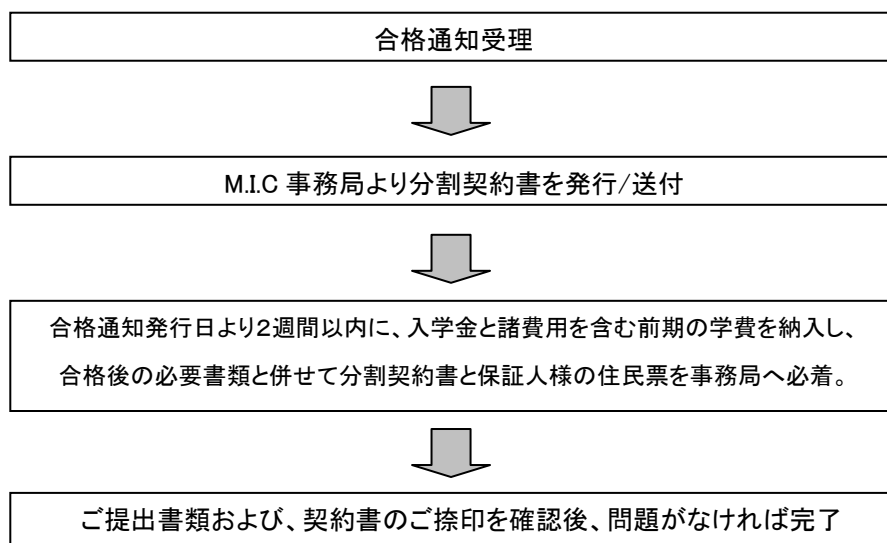 合格通知受理
M.I.C 事務局より分割契約書を発行/送付
合格通知発行日より2週間以内に、入学金と諸費用を含む前期の学費を納入し、
合格後の必要書類と併せて分割契約書と保証人様の住民票を事務局へ必着。
ご提出書類および、契約書のご捺印を確認後、問題がなければ完了